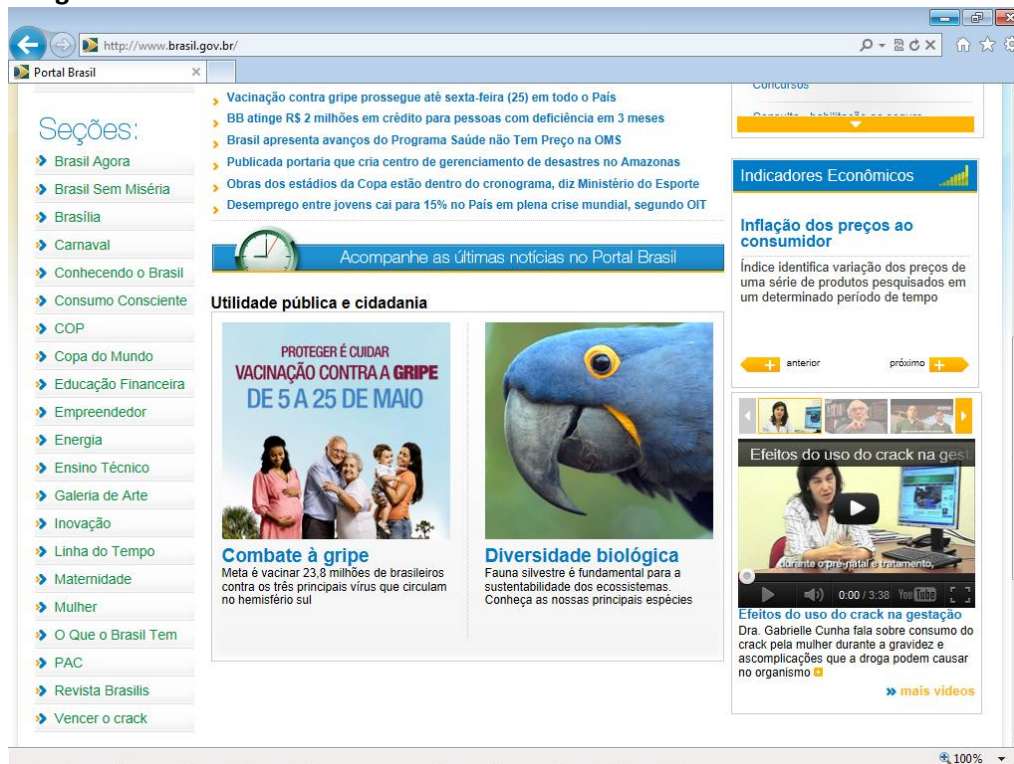 http://www.brasil.gov.br/
Portal Brasil
Seções:
Brasil Agora
Brasil Sem Miséria
Brasília
Carnaval
Conhecendo o Brasil
Consumo Consciente
COP
Copa do Mundo
Educação Financeira
Empreendedor
Energia
Ensino Técnico
Galeria de Arte
Inovação
Linha do Tempo
Maternidade
Mulher
O Que o Brasil Tem
PAC
Revista Brasilis
Vencer o crack
Vacinação contra gripe prossegue até sexta-feira (25) em todo o País
BB atinge R$ 2 milhões em crédito para pessoas com deficiência em 3 meses
Brasil apresenta avanços do Programa Saúde não Tem Preço na OMS
Publicada portaria que cria centro de gerenciamento de desastres no Amazonas
Obras dos estádios da Copa estão dentro do cronograma, diz Ministério do Esporte
Desemprego entre jovens cai para 15% no País em plena crise mundial, segundo OIT
Acompanhe as últimas notícias no Portal Brasil
Utilidade pública e cidadania
PROTEGER É CUIDAR
VACINAÇÃO CONTRA A GRIPE
DE 5 A 25 DE MAIO
Combate à gripe
Meta é vacinar 23,8 milhões de brasileiros
contra os três principais vírus que circulam
no hemisfério sul
Diversidade biológica
Fauna silvestre é fundamental para a
sustentabilidade dos ecossistemas.
Conheça as nossas principais espécies
Concursos
Indicadores Econômicos
Inflação dos preços ao
consumidor
Índice identifica variação dos preços de
uma série de produtos pesquisados em
um determinado período de tempo
anterior
próximo
Efeitos do uso do crack na gest
durante o pré-natal e tratamento,
0:00 / 3:38 YouTube
Efeitos do uso do crack na gestação
Dra. Gabrielle Cunha fala sobre consumo do
crack pela mulher durante a gravidez e
ascomplicações que a droga podem causar
no organismo
mais vídeos
100%